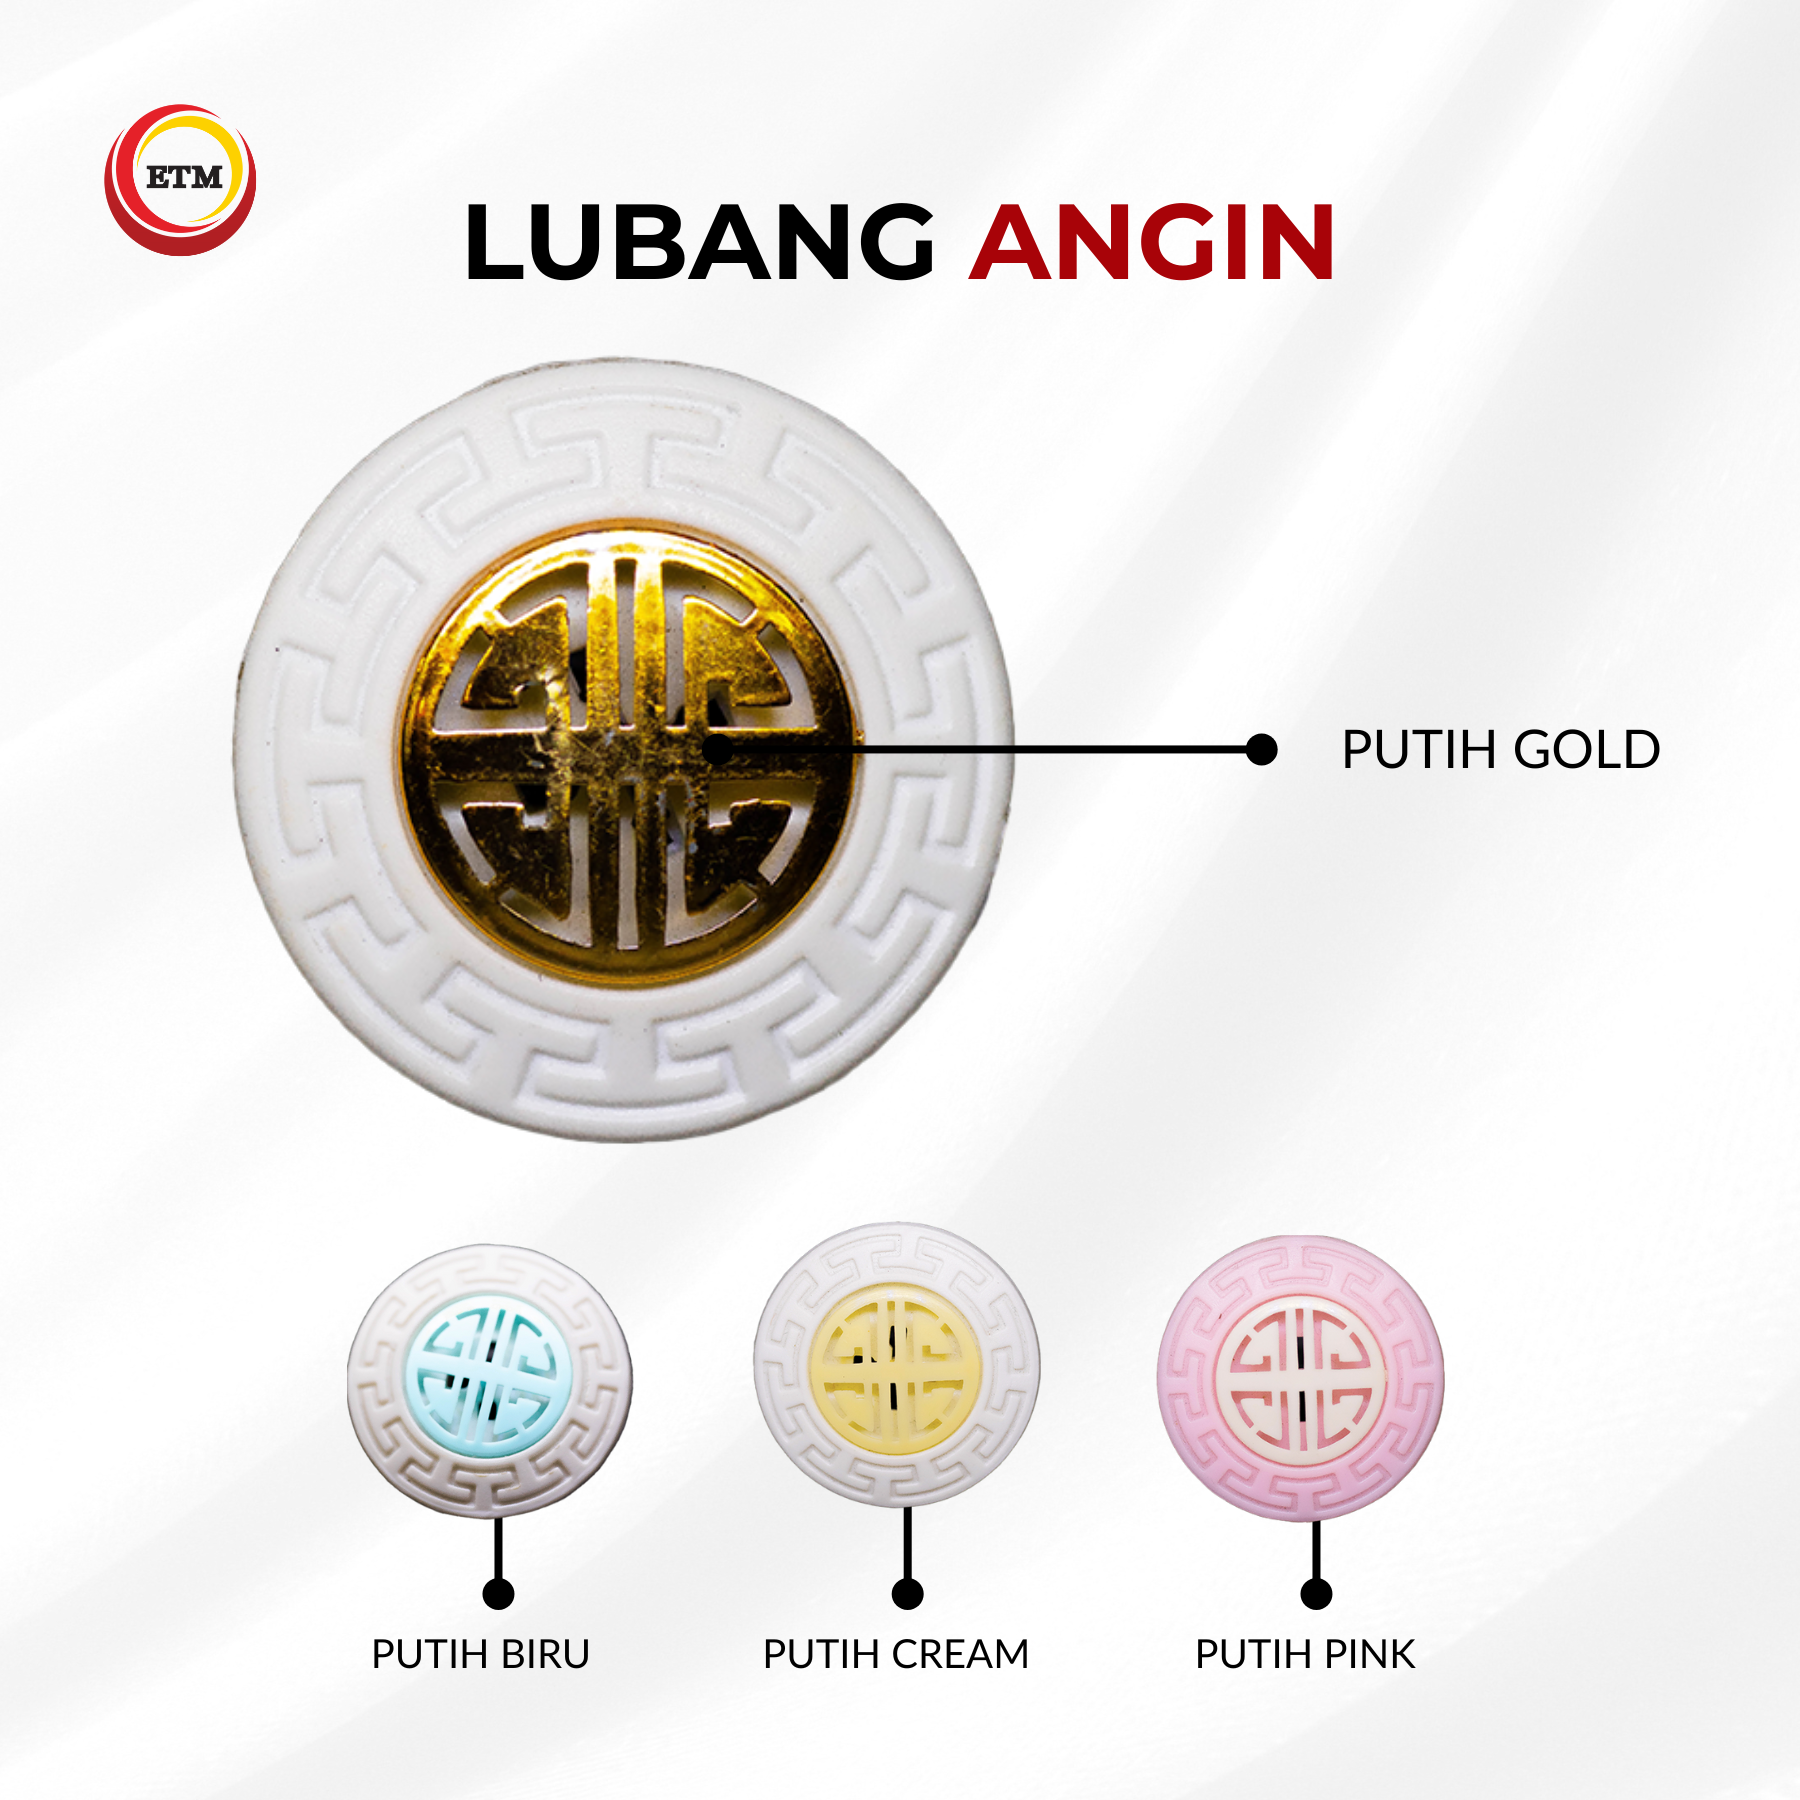 ETM
LUBANG ANGIN
PUTIH GOLD
PUTIH BIRU
PUTIH CREAM
PUTIH PINK